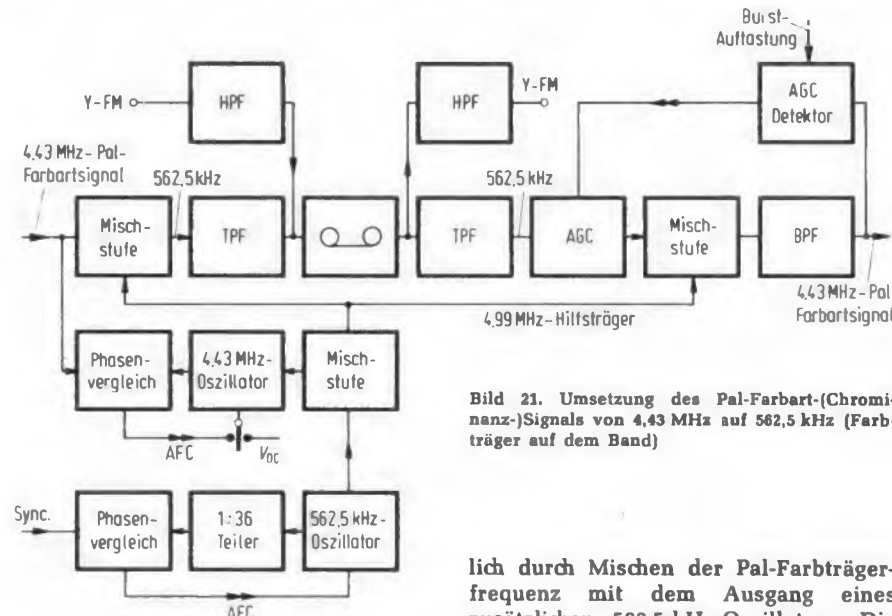 Burst-
Auftastung
Y-FM
HPF
HPF
Y-FM
AGC
Detektor
4,43 MHz-Pal-
Farbartsignal
562,5 kHz
562,5 kHz
Misch-
stufe
TPF
TPF
AGC
Misch-
stufe
BPF
4,99 MHz-Hilfsträger
4,43 MHz-Pal
Farbartsignal
Phasen-
vergleich
4,43 MHz-
Oszillator
Misch-
stufe
AFC
VDC
Bild 21. Umsetzung des Pal-Farbart-(Chromi-
nanz-)Signals von 4,43 MHz auf 562,5 kHz (Farb-
träger auf dem Band)
Sync.
Phasen-
vergleich
1:36
Teiler
562,5 kHz-
Oszillator
AFC
lich durch Mischen der Pal-Farbträger-
frequenz mit dem Ausgang eines